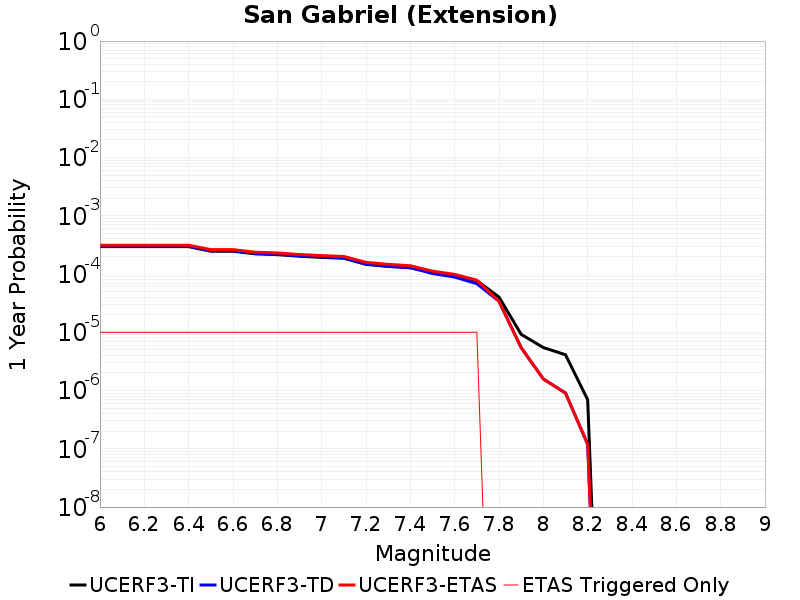 San Gabriel (Extension)
10^0
10^-1
10^-2
10^-3
10^-4
10^-5
10^-6
10^-7
10^-8
1 Year Probability
6 6.2 6.4 6.6 6.8 7 7.2 7.4 7.6 7.8 8 8.2 8.4 8.6 8.8 9
Magnitude
UCERF3-TI UCERF3-TD UCERF3-ETAS ETAS Triggered Only